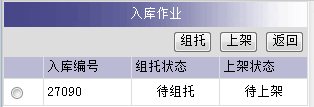 入库作业
组托 上架 返回
入库编号 组托状态 上架状态
27090 待组托 待上架